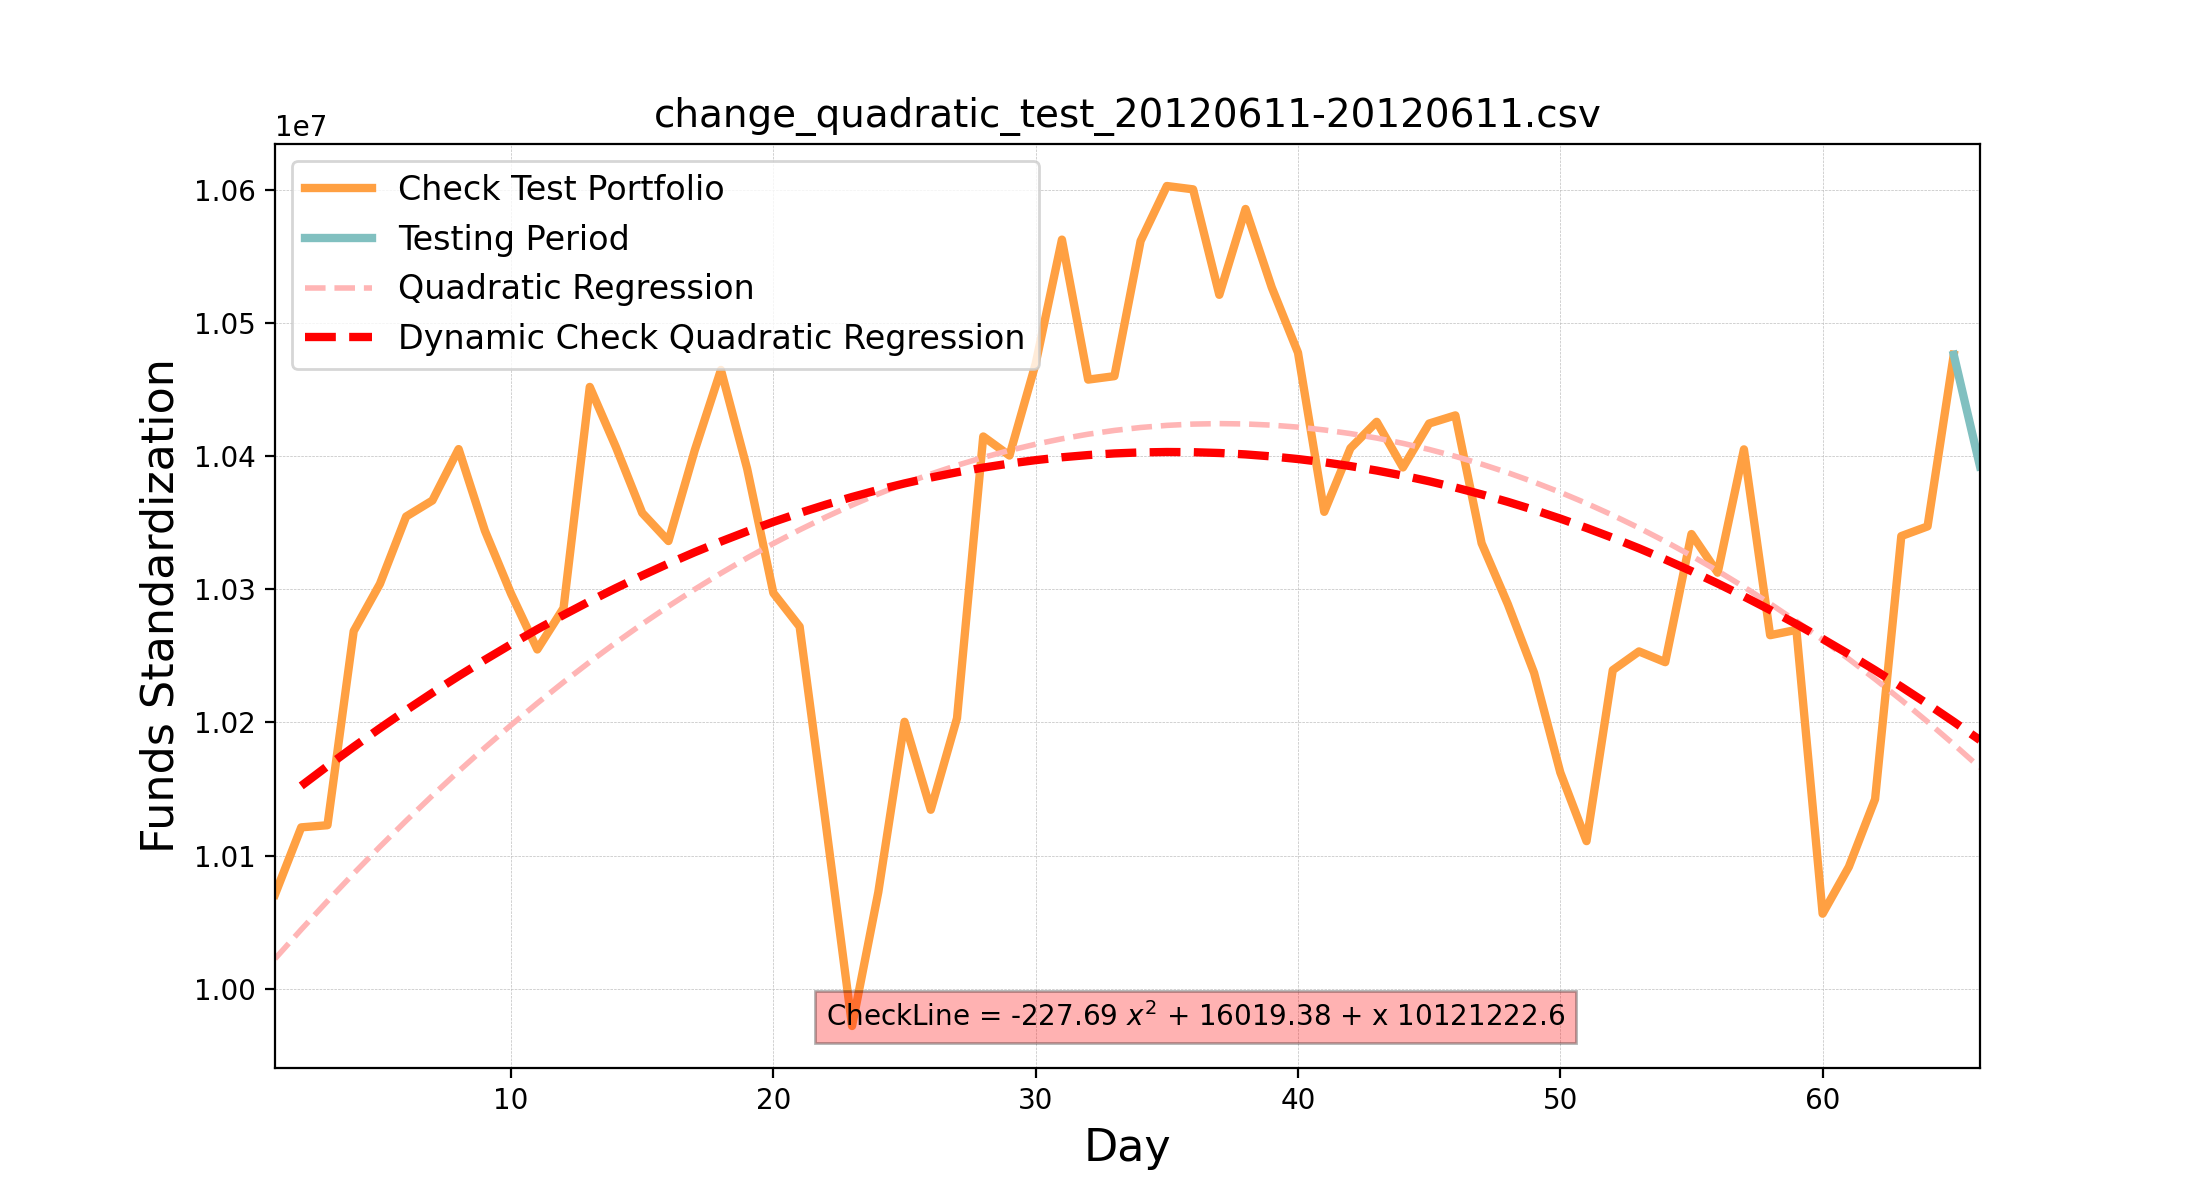 change_quadratic_test_20120611-20120611.csv
1e7
Check Test Portfolio
Testing Period
Quadratic Regression
Dynamic Check Quadratic Regression
1.06
1.05
1.04
1.03
1.02
1.01
1.00
Funds Standardization
CheckLine = -227.69 x² + 16019.38 + x 10121222.6
10 20 30 40 50 60
Day